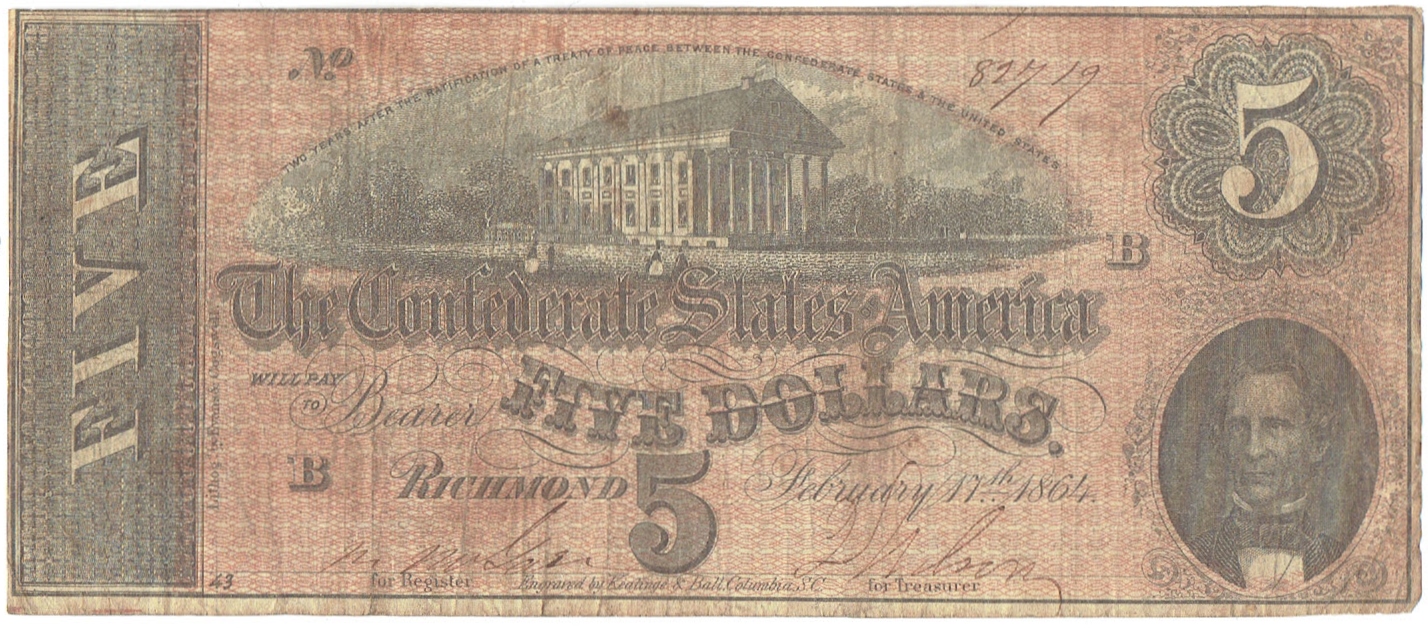 FIVE
No
82719
TWO YEARS AFTER THE RATIFICATION OF A TREATY OF PEACE BETWEEN THE CONFEDERATE STATES & THE UNITED STATES
5
B
The Confederate States of America
WILL PAY
TO Bearer
FIVE DOLLARS.
B
RICHMOND
5
February 17th 1864.
43
for Register
Engraved by Keatinge & Ball, Columbia, S.C.
for Treasurer